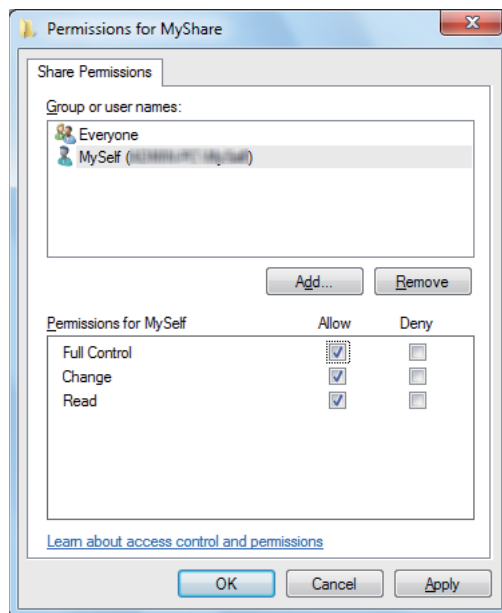 Permissions for MyShare
Share Permissions
Group or user names:
Everyone
MySelf (
Add... Remove
Permissions for MySelf Allow Deny
Full Control
Change
Read
Learn about access control and permissions
OK Cancel Apply